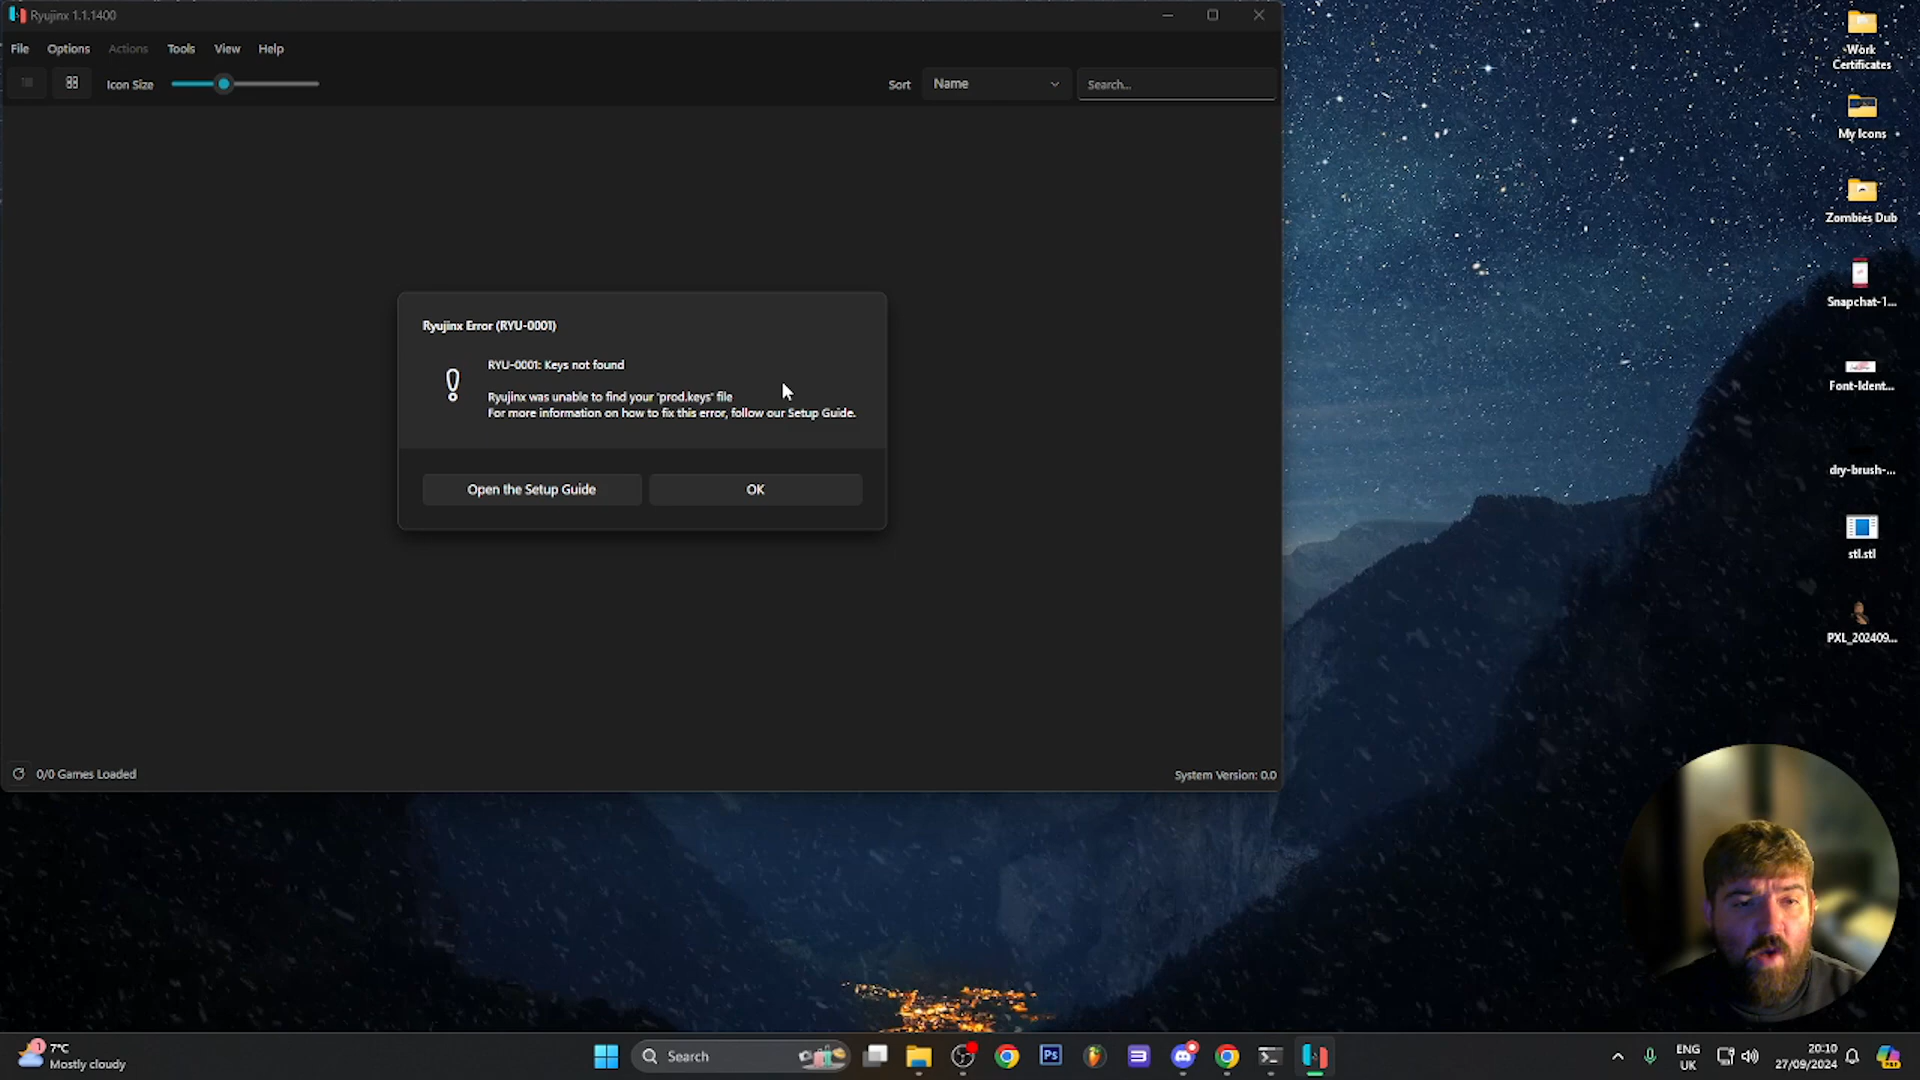 Ryujinx 1.1.1400
File Options Actions Tools View Help
Icon Size
Sort Name Search...
Ryujinx Error (RYU-0001)
RYU-0001: Keys not found
Ryujinx was unable to find your 'prod.keys' file
For more information on how to fix this error, follow our Setup Guide.
Open the Setup Guide
OK
0/0 Games Loaded
System Version: 0.0
Work
Certificates
My Icons
Zombies Dub
Snapchat-1...
Font-Ident...
dry-brush-...
stl.stl
PXL_202409...
1
7°C
Mostly cloudy
Search
Ps
ENG
UK
20:10
27/09/2024